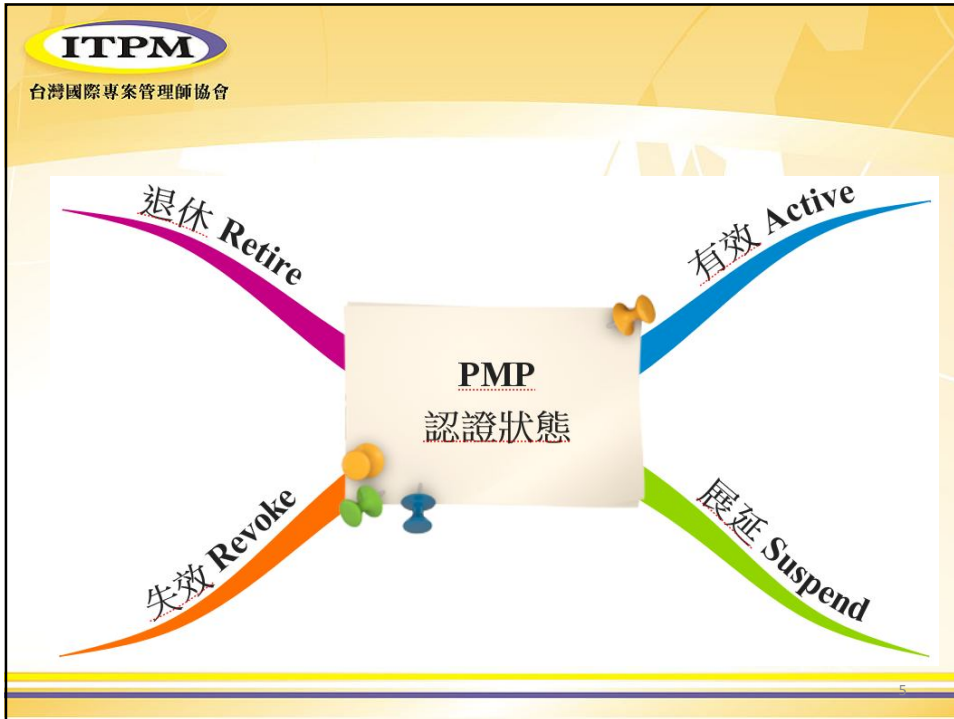 ITPM
台灣國際專案管理師協會
退休 Retire
有效 Active
PMP
認證狀態
失效 Revoke
展延 Suspend
5